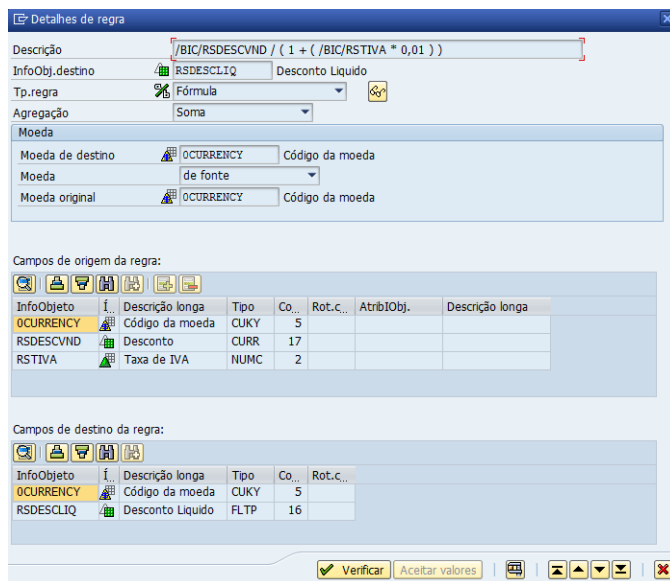 Detalhes de regra
Descrição /BIC/RSDESCVND / ( 1 + ( /BIC/RSTIVA * 0,01 ) )
InfoObj.destino RSDESCLIQ Desconto Liquido
Tp.regra Fórmula
Agregação Soma
Moeda
Moeda de destino 0CURRENCY Código da moeda
Moeda de fonte
Moeda original 0CURRENCY Código da moeda
Campos de origem da regra:
InfoObjeto Í... Descrição longa Tipo Co... Rot.c... AtribIObj. Descrição longa
0CURRENCY Código da moeda CUKY 5
RSDESCVND Desconto CURR 17
RSTIVA Taxa de IVA NUMC 2
Campos de destino da regra:
InfoObjeto Í... Descrição longa Tipo Co... Rot.c...
0CURRENCY Código da moeda CUKY 5
RSDESCLIQ Desconto Liquido FLTP 16
Verificar Aceitar valores